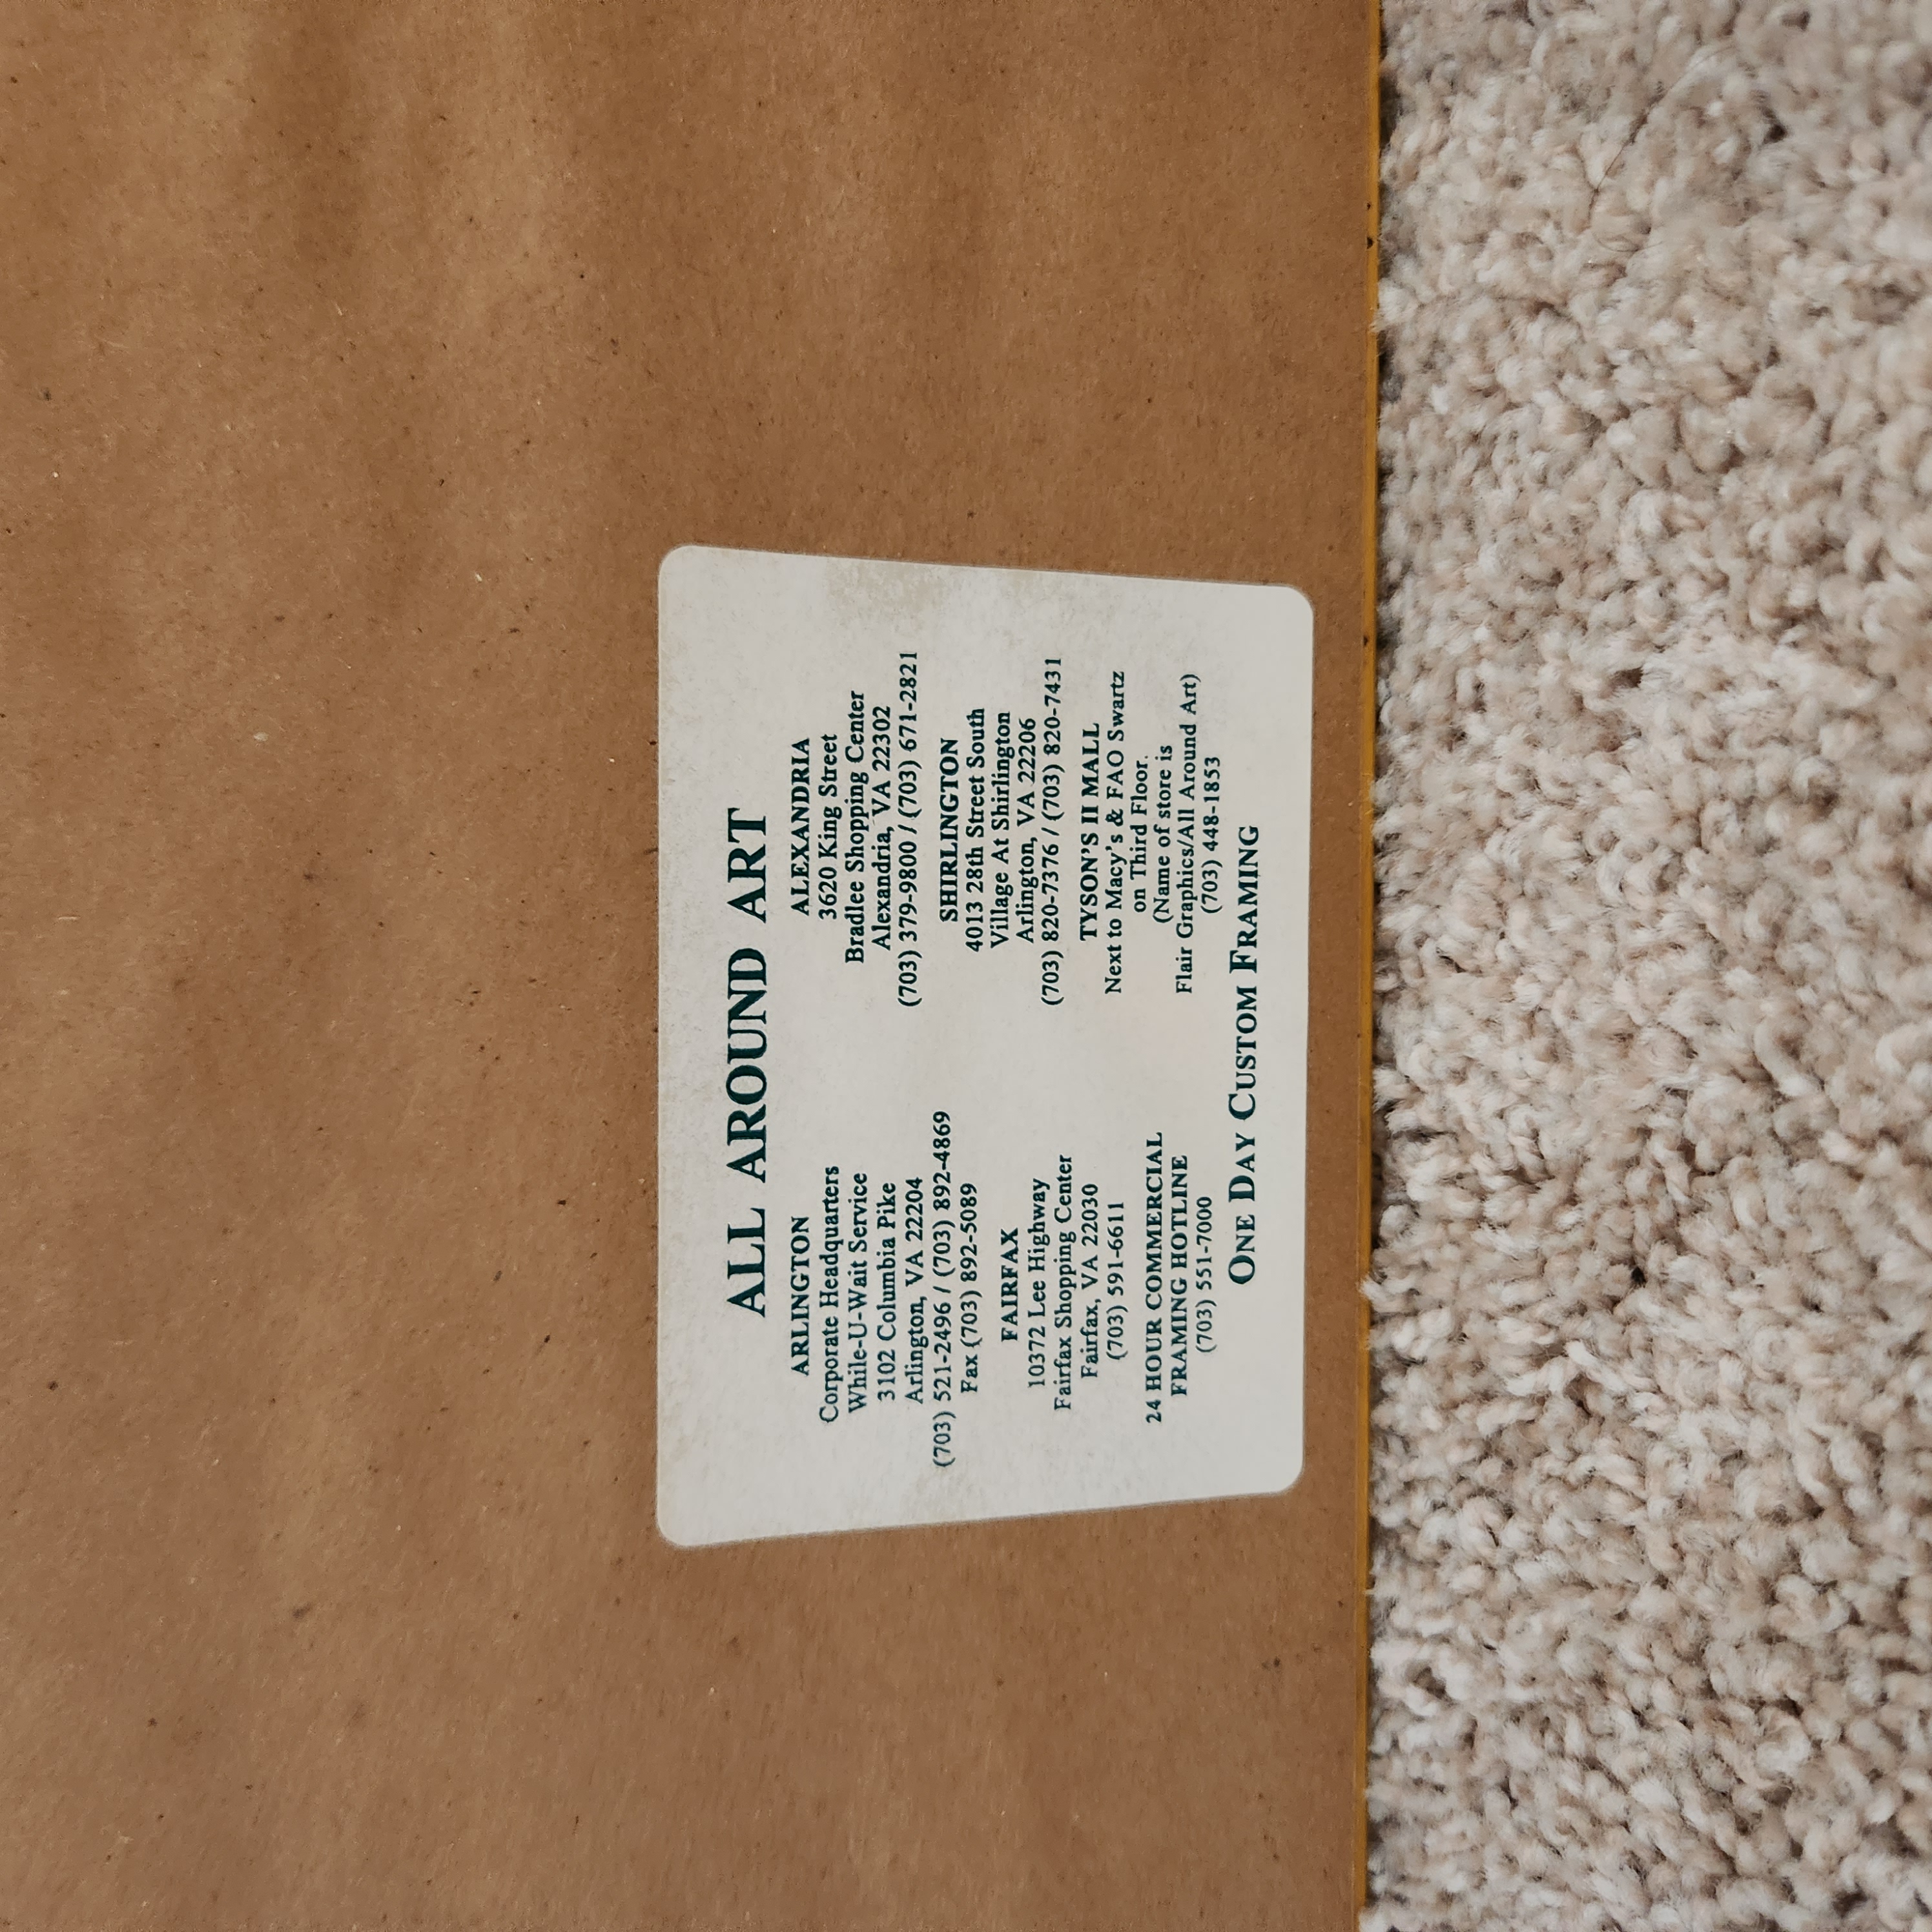 ALL AROUND ART
ARLINGTON
Corporate Headquarters
While-U-Wait Service
3102 Columbia Pike
Arlington, VA 22204
(703) 521-2496 / (703) 892-4869
Fax (703) 892-5089
FAIRFAX
10372 Lee Highway
Fairfax Shopping Center
Fairfax, VA 22030
(703) 591-6611
24 HOUR COMMERCIAL
FRAMING HOTLINE
(703) 551-7000
ALEXANDRIA
3620 King Street
Bradlee Shopping Center
Alexandria, VA 22302
(703) 379-9800 / (703) 671-2821
SHIRLINGTON
4013 28th Street South
Village At Shirlington
Arlington, VA 22206
(703) 820-7376 / (703) 820-7431
TYSON'S II MALL
Next to Macy's & FAO Swartz
on Third Floor.
(Name of store is
Flair Graphics/All Around Art)
(703) 448-1853
ONE DAY CUSTOM FRAMING